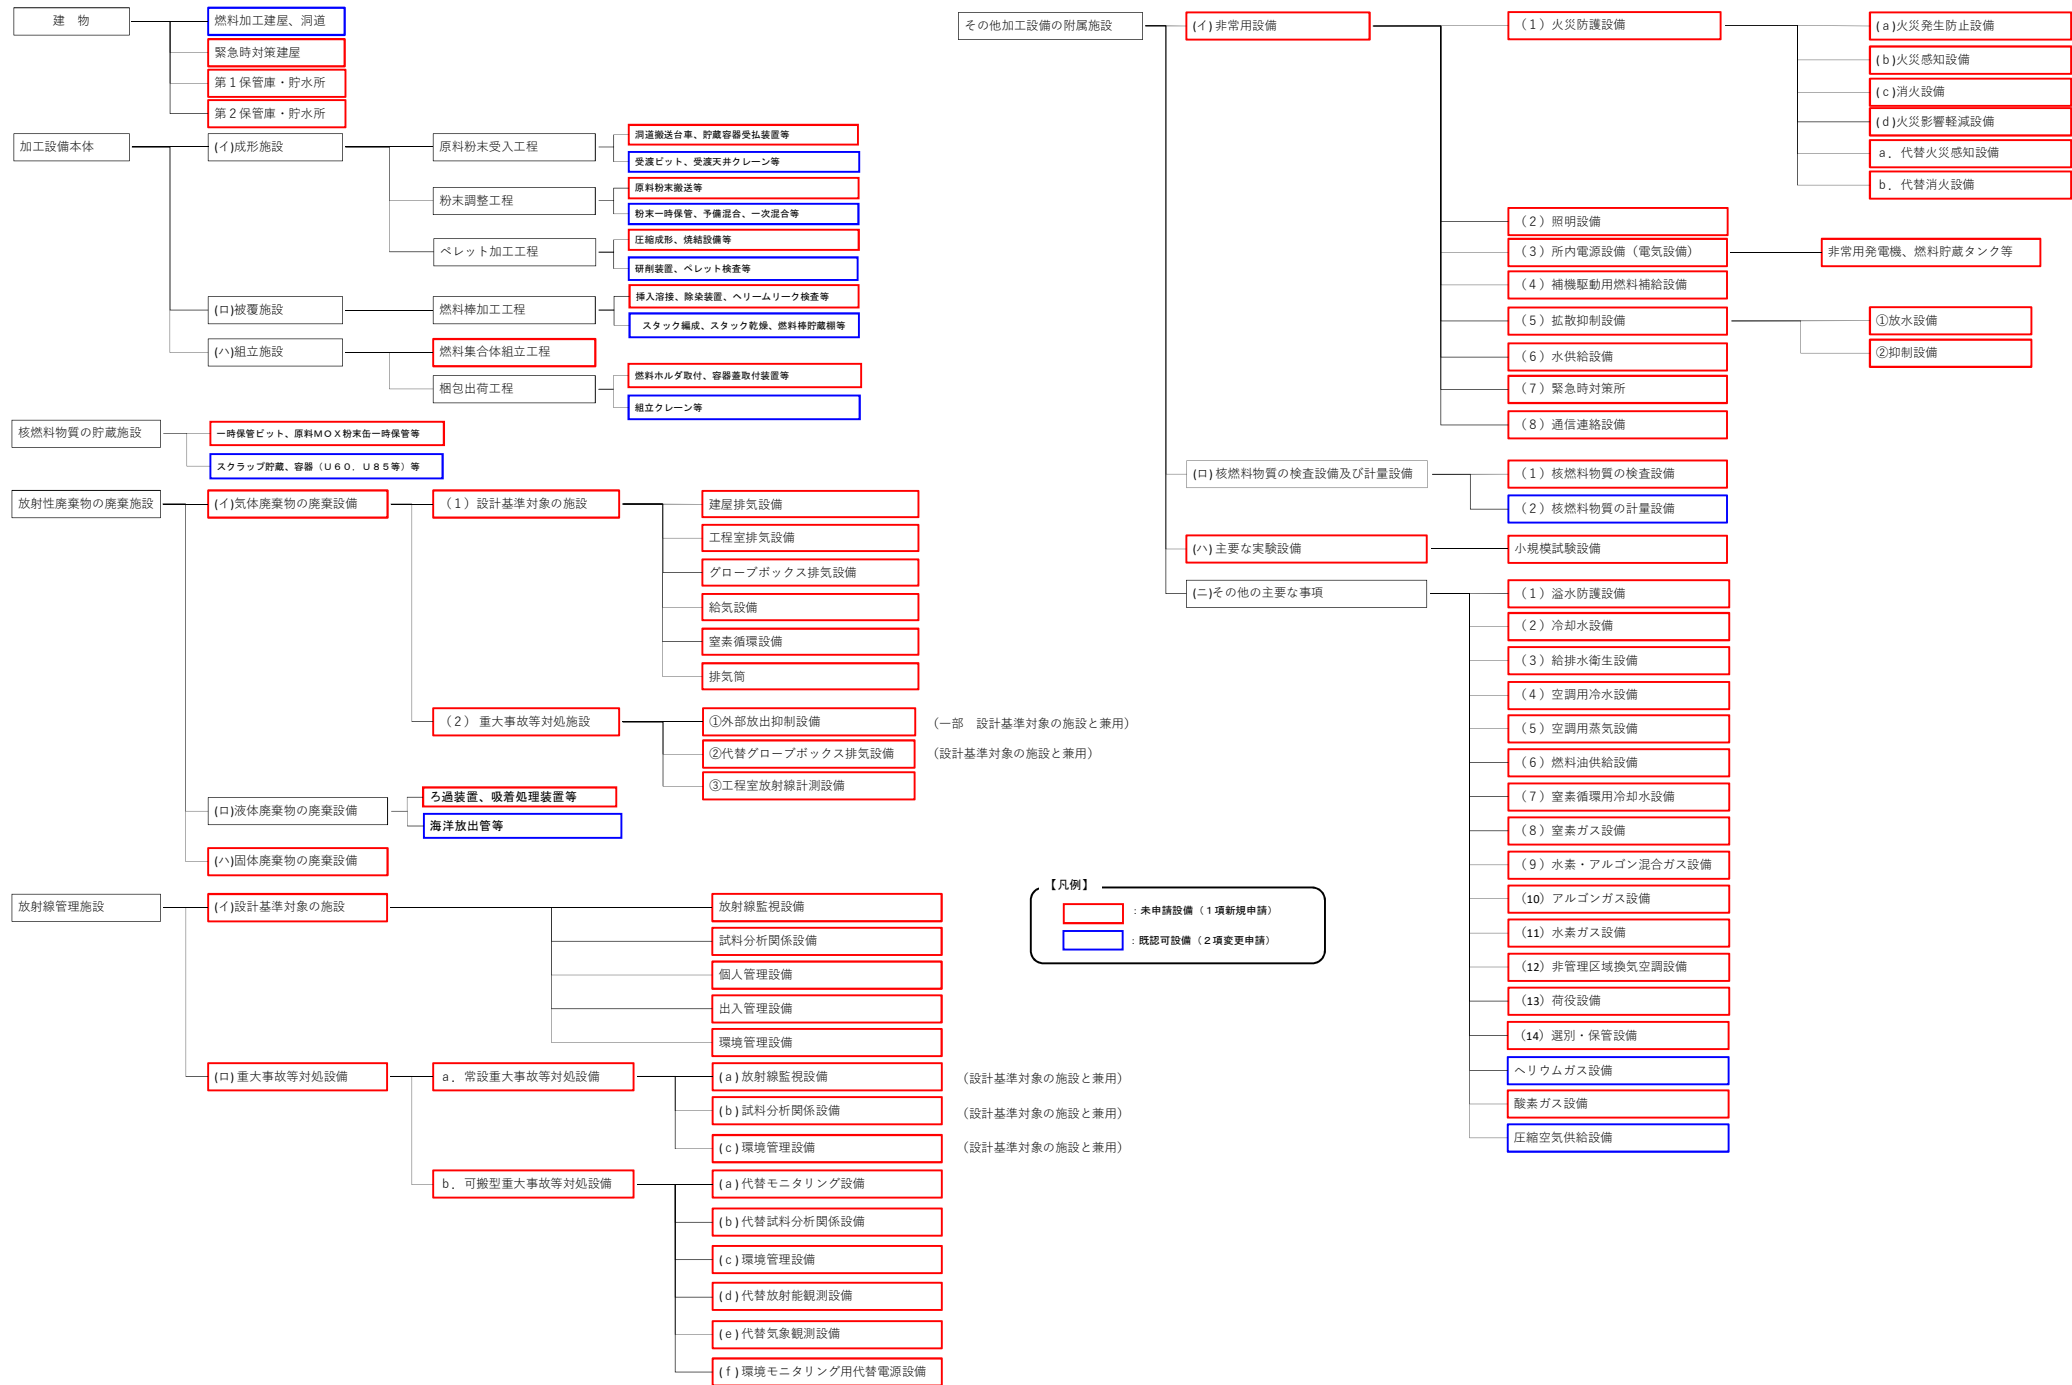 建　物
燃料加工建屋、洞道
緊急時対策建屋
第１保管庫・貯水所
第２保管庫・貯水所
加工設備本体
(イ)成形施設
原料粉末受入工程
洞道搬送台車、貯蔵容器受払装置等
受渡ピット、受渡天井クレーン等
粉末調整工程
原料粉末搬送等
粉末一時保管、予備混合、一次混合等
ペレット加工工程
圧縮成形、焼結設備等
研削装置、ペレット検査等
(ロ)被覆施設
燃料棒加工工程
挿入溶接、除染装置、ヘリームリーク検査等
スタック編成、スタック乾燥、燃料棒貯蔵棚等
(ハ)組立施設
燃料集合体組立工程
梱包出荷工程
燃料ホルダ取付、容器蓋取付装置等
組立クレーン等
核燃料物質の貯蔵施設
一時保管ピット、原料ＭＯＸ粉末缶一時保管等
スクラップ貯蔵、容器（Ｕ６０．Ｕ８５等）等
放射性廃棄物の廃棄施設
(イ)気体廃棄物の廃棄設備
（１）設計基準対象の施設
建屋排気設備
工程室排気設備
グローブボックス排気設備
給気設備
窒素循環設備
排気筒
（２） 重大事故等対処施設
①外部放出抑制設備
（一部　設計基準対象の施設と兼用）
②代替グローブボックス排気設備
（設計基準対象の施設と兼用）
③工程室放射線計測設備
(ロ)液体廃棄物の廃棄設備
ろ過装置、吸着処理装置等
海洋放出管等
(ハ)固体廃棄物の廃棄設備
放射線管理施設
(イ)設計基準対象の施設
放射線監視設備
試料分析関係設備
個人管理設備
出入管理設備
環境管理設備
(ロ)重大事故等対処設備
ａ．常設重大事故等対処設備
(ａ)放射線監視設備
（設計基準対象の施設と兼用）
(ｂ)試料分析関係設備
（設計基準対象の施設と兼用）
(ｃ)環境管理設備
（設計基準対象の施設と兼用）
ｂ．可搬型重大事故等対処設備
(ａ)代替モニタリング設備
(ｂ)代替試料分析関係設備
(ｃ)環境管理設備
(ｄ)代替放射能観測設備
(ｅ)代替気象観測設備
(ｆ)環境モニタリング用代替電源設備
その他加工設備の附属施設
(イ)非常用設備
（１）火災防護設備
(ａ)火災発生防止設備
(ｂ)火災感知設備
(ｃ)消火設備
(ｄ)火災影響軽減設備
ａ．代替火災感知設備
ｂ．代替消火設備
（２）照明設備
（３）所内電源設備（電気設備）
非常用発電機、燃料貯蔵タンク等
（４）補機駆動用燃料補給設備
（５）拡散抑制設備
①放水設備
②抑制設備
（６）水供給設備
（７）緊急時対策所
（８）通信連絡設備
(ロ)核燃料物質の検査設備及び計量設備
（１）核燃料物質の検査設備
（２）核燃料物質の計量設備
(ハ)主要な実験設備
小規模試験設備
(ニ)その他の主要な事項
（１）溢水防護設備
（２）冷却水設備
（３）給排水衛生設備
（４）空調用冷水設備
（５）空調用蒸気設備
（６）燃料油供給設備
（７）窒素循環用冷却水設備
（８）窒素ガス設備
（９）水素・アルゴン混合ガス設備
（10）アルゴンガス設備
（11）水素ガス設備
（12）非管理区域換気空調設備
（13）荷役設備
（14）選別・保管設備
ヘリウムガス設備
酸素ガス設備
圧縮空気供給設備
【凡例】
：未申請設備（１項新規申請）
：既認可設備（２項変更申請）